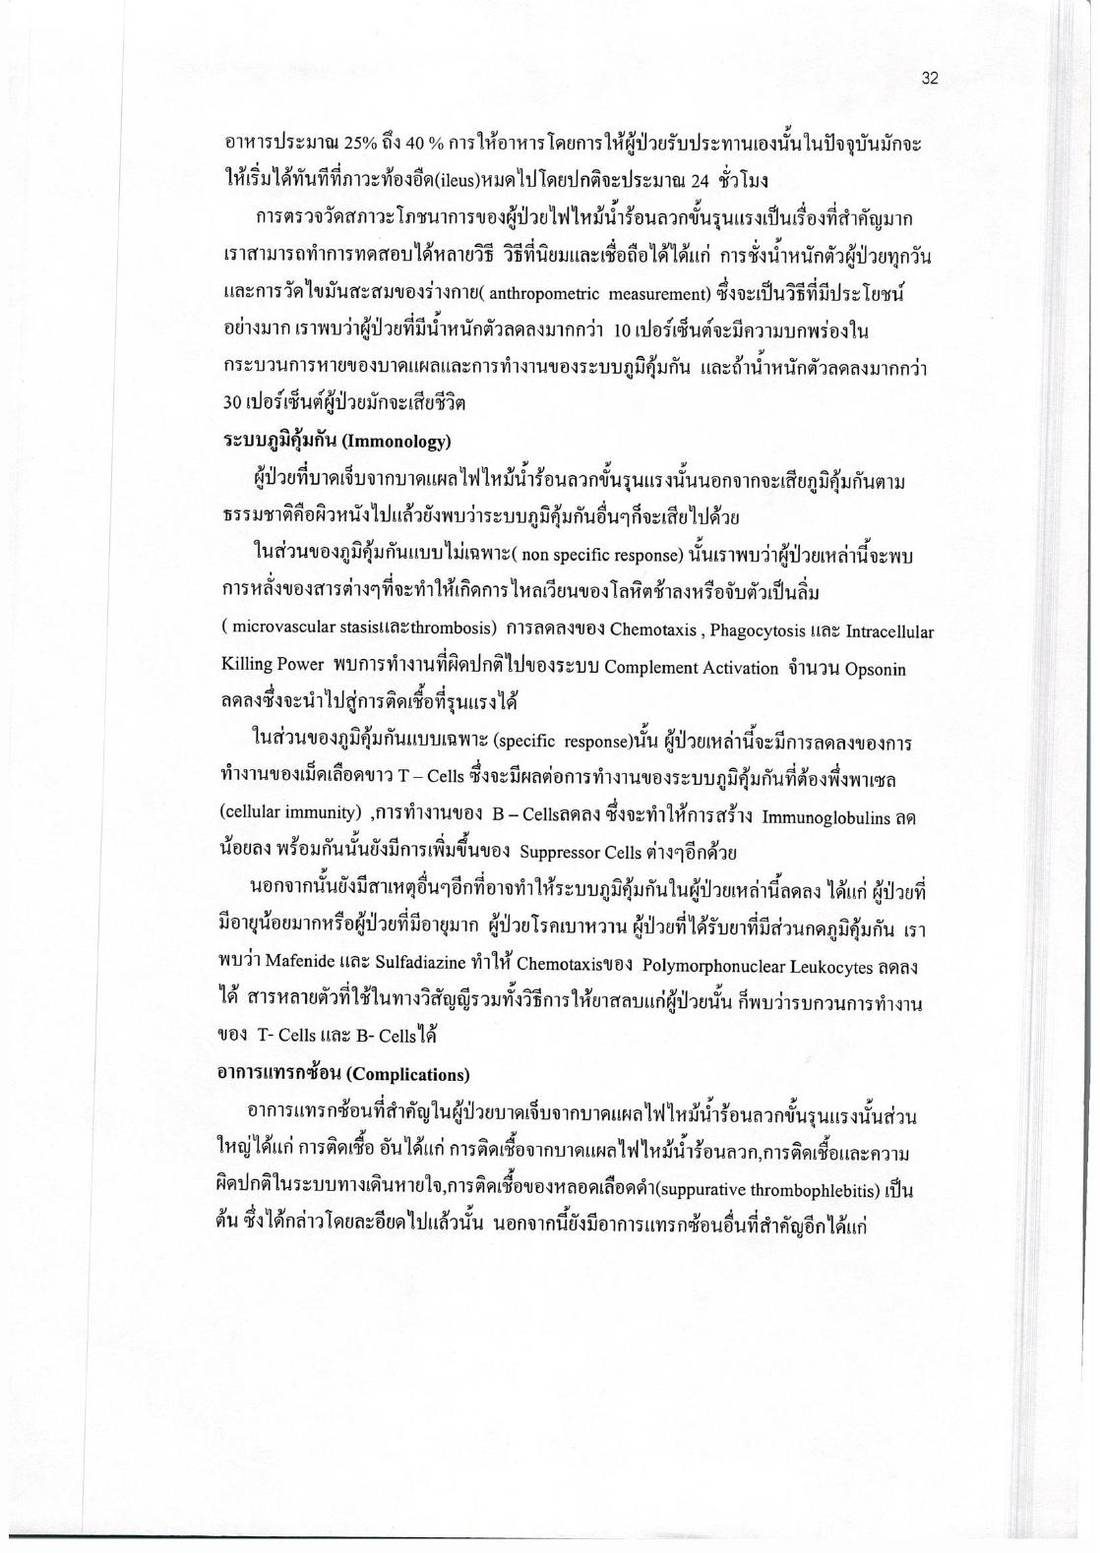 32
อาหารประมาณ 25% ถึง 40 % การให้อาหารโดยการให้ผู้ป่วยรับประทานเองนั้นในปัจจุบันมักจะ
ให้เริ่มได้ทันทีที่ภาวะท้องอืด(ileus)หมดไปโดยปกติจะประมาณ 24 ชั่วโมง
การตรวจวัดสภาวะโภชนาการของผู้ป่วยไฟไหม้น้ำร้อนลวกขั้นรุนแรงเป็นเรื่องที่สำคัญมาก
เราสามารถทำการทดสอบได้หลายวิธี วิธีที่นิยมและเชื่อถือได้ได้แก่ การชั่งน้ำหนักตัวผู้ป่วยทุกวัน
และการวัดไขมันสะสมของร่างกาย( anthropometric measurement) ซึ่งจะเป็นวิธีที่มีประโยชน์
อย่างมาก เราพบว่าผู้ป่วยที่มีน้ำหนักตัวลดลงมากกว่า 10 เปอร์เซ็นต์จะมีความบกพร่องใน
กระบวนการหายของบาดแผลและการทำงานของระบบภูมิคุ้มกัน และถ้าน้ำหนักตัวลดลงมากกว่า
30 เปอร์เซ็นต์ผู้ป่วยมักจะเสียชีวิต
ระบบภูมิคุ้มกัน (Immonology)
ผู้ป่วยที่บาดเจ็บจากบาดแผลไฟไหม้น้ำร้อนลวกขั้นรุนแรงนั้นนอกจากจะเสียภูมิคุ้มกันตาม
ธรรมชาติคือผิวหนังไปแล้วยังพบว่าระบบภูมิคุ้มกันอื่นๆก็จะเสียไปด้วย
ในส่วนของภูมิคุ้มกันแบบไม่เฉพาะ( non specific response) นั้นเราพบว่าผู้ป่วยเหล่านี้จะพบ
การหลั่งของสารต่างๆที่จะทำให้เกิดการไหลเวียนของโลหิตช้าลงหรือจับตัวเป็นลิ่ม
( microvascular stasisและthrombosis) การลดลงของ Chemotaxis , Phagocytosis และ Intracellular
Killing Power พบการทำงานที่ผิดปกติไปของระบบ Complement Activation จำนวน Opsonin
ลดลงซึ่งจะนำไปสู่การติดเชื้อที่รุนแรงได้
ในส่วนของภูมิคุ้มกันแบบเฉพาะ (specific response)นั้น ผู้ป่วยเหล่านี้จะมีการลดลงของการ
ทำงานของเม็ดเลือดขาว T – Cells ซึ่งจะมีผลต่อการทำงานของระบบภูมิคุ้มกันที่ต้องพึ่งพาเซล
(cellular immunity) ,การทำงานของ B – Cellsลดลง ซึ่งจะทำให้การสร้าง Immunoglobulins ลด
น้อยลง พร้อมกันนั้นยังมีการเพิ่มขึ้นของ Suppressor Cells ต่างๆอีกด้วย
นอกจากนั้นยังมีสาเหตุอื่นๆอีกที่อาจทำให้ระบบภูมิคุ้มกันในผู้ป่วยเหล่านี้ลดลง ได้แก่ ผู้ป่วยที่
มีอายุน้อยมากหรือผู้ป่วยที่มีอายุมาก ผู้ป่วยโรคเบาหวาน ผู้ป่วยที่ได้รับยาที่มีส่วนกดภูมิคุ้มกัน เรา
พบว่า Mafenide และ Sulfadiazine ทำให้ Chemotaxisของ Polymorphonuclear Leukocytes ลดลง
ได้ สารหลายตัวที่ใช้ในทางวิสัญญีรวมทั้งวิธีการให้ยาสลบแก่ผู้ป่วยนั้น ก็พบว่ารบกวนการทำงาน
ของ T- Cells และ B- Cellsได้
อาการแทรกซ้อน (Complications)
อาการแทรกซ้อนที่สำคัญในผู้ป่วยบาดเจ็บจากบาดแผลไฟไหม้น้ำร้อนลวกขั้นรุนแรงนั้นส่วน
ใหญ่ได้แก่ การติดเชื้อ อันได้แก่ การติดเชื้อจากบาดแผลไฟไหม้น้ำร้อนลวก,การติดเชื้อและความ
ผิดปกติในระบบทางเดินหายใจ,การติดเชื้อของหลอดเลือดดำ(suppurative thrombophlebitis) เป็น
ต้น ซึ่งได้กล่าวโดยละอียดไปแล้วนั้น นอกจากนี้ยังมีอาการแทรกซ้อนอื่นที่สำคัญอีกได้แก่